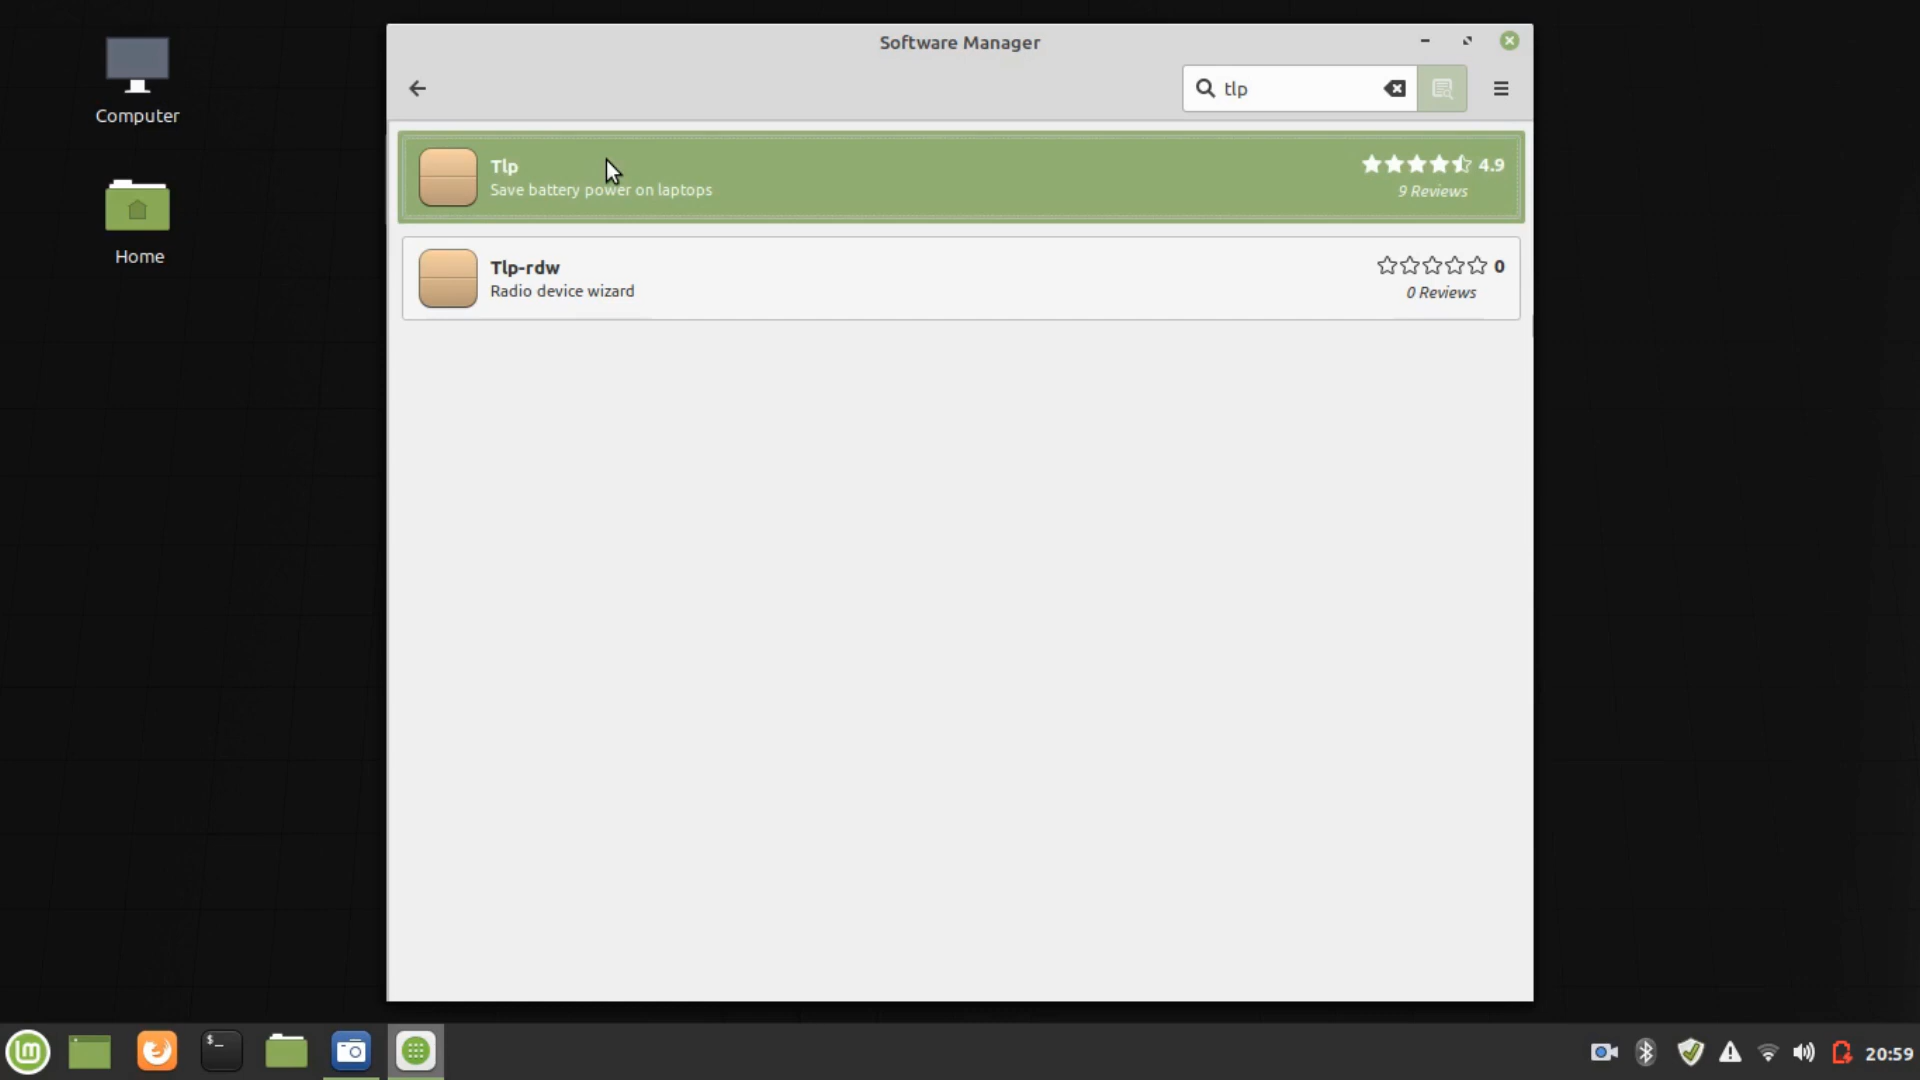 Software Manager
Computer
tlp
Tlp
Save battery power on laptops
4.9
9 Reviews
Home
Tlp-rdw
Radio device wizard
0
0 Reviews
$_
20:59